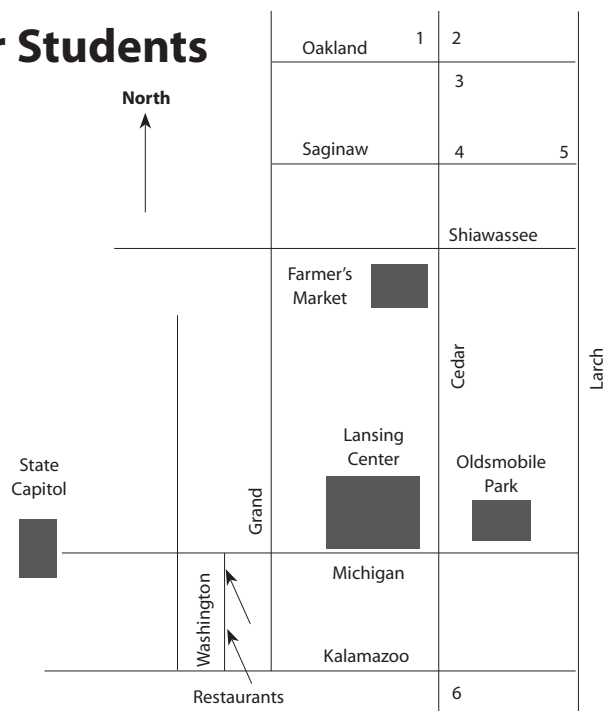 r Students
North
Oakland
1
2
3
Saginaw
4
5
Shiawassee
Farmer's
Market
Cedar
Larch
Lansing
Center
Oldsmobile
Park
State
Capitol
Grand
Michigan
Washington
Kalamazoo
Restaurants
6